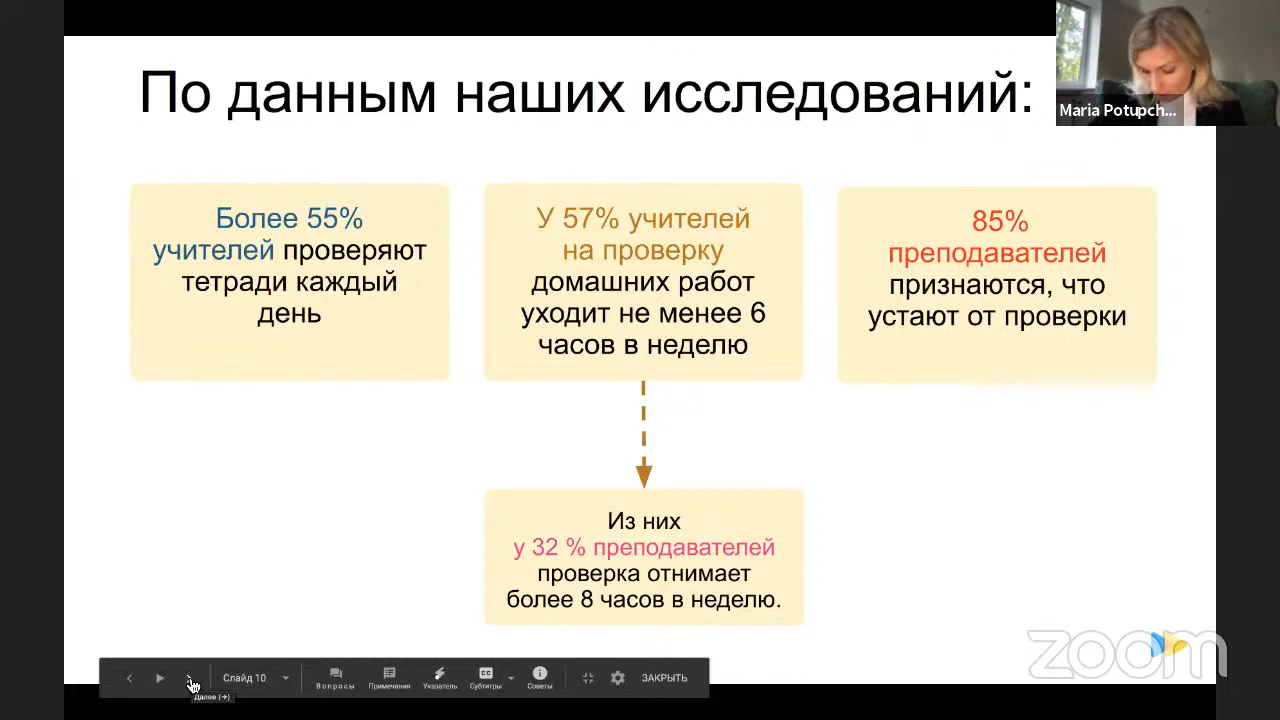 По данным наших исследований:
Maria Potupch...
Более 55%
учителей проверяют
тетради каждый
день
У 57% учителей
на проверку
домашних работ
уходит не менее 6
часов в неделю
85%
преподавателей
признаются, что
устают от проверки
Из них
у 32 % преподавателей
проверка отнимает
более 8 часов в неделю.
zoom
Слайд 10
Вопросы
Примечания
Указатель
Субтитры
Советы
ЗАКРЫТЬ
Далее (→)